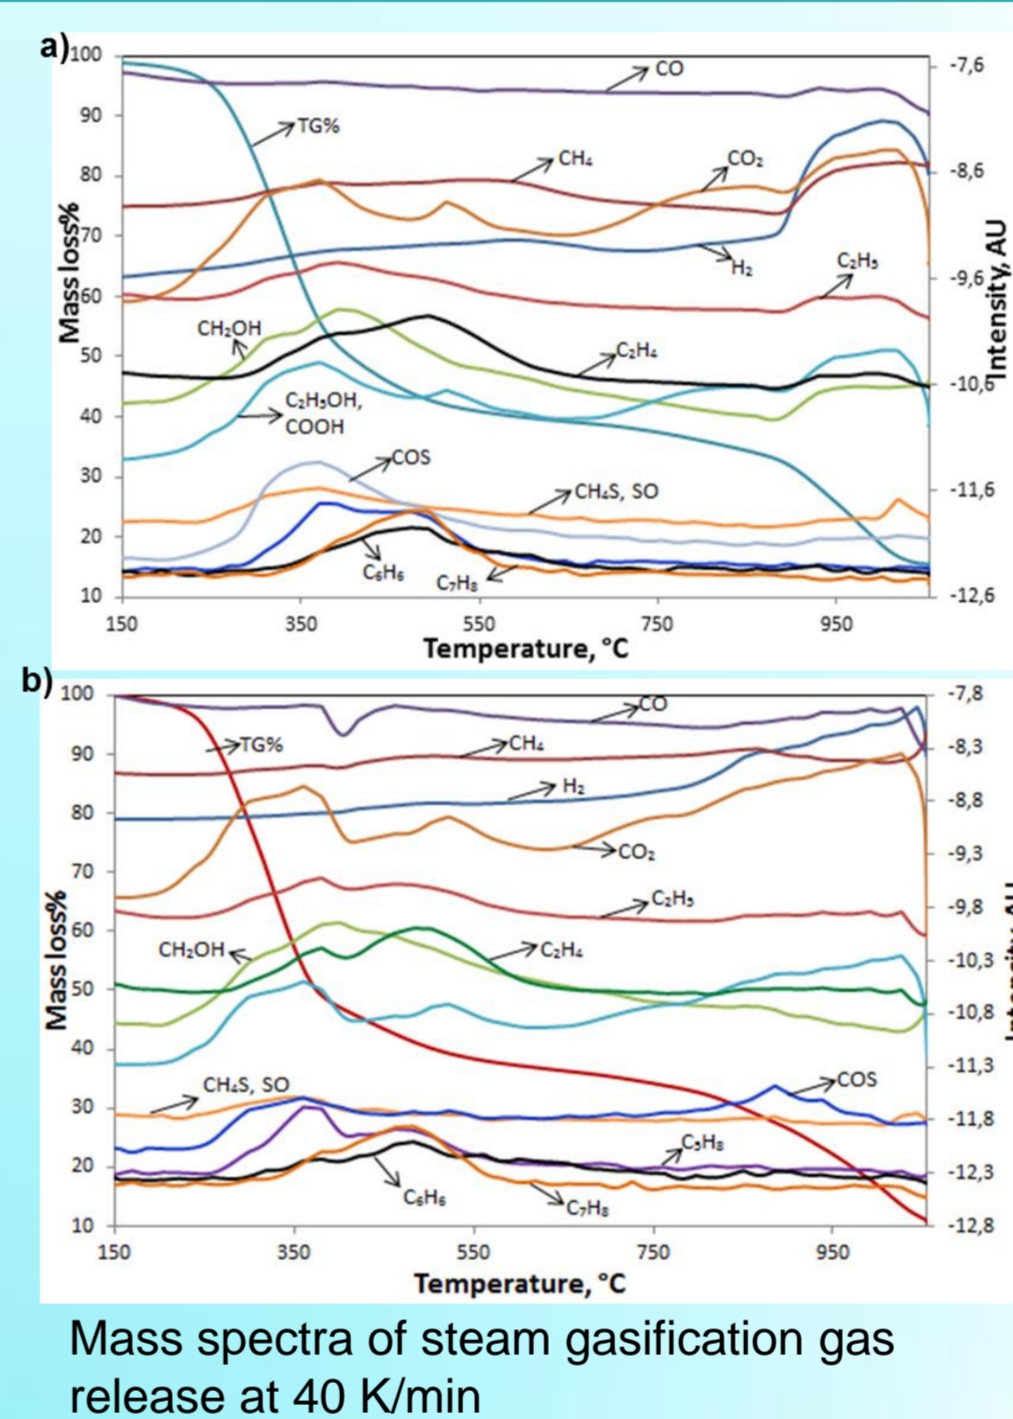 a)
100
90
80
70
60
50
40
30
20
10
Mass loss%
-7,6
-8,6
-9,6
-10,5
-11,6
-12,6
Intensity, AU
CO
TG%
CH₄
CO₂
H₂
C₂H₅
CH₂OH
C₂H₄
C₂H₅OH,
COOH
COS
CH₄S, SO
C₆H₆
C₇H₈
150 350 550 750 950
Temperature, °C
b)
100
90
80
70
60
50
40
30
20
10
Mass loss%
-7,8
-8,3
-8,8
-9,3
-9,8
-10,3
-10,8
-11,3
-11,8
-12,3
-12,8
CO
TG%
CH₄
H₂
CO₂
C₂H₅
CH₂OH
C₂H₄
CH₄S, SO
COS
C₅H₈
C₆H₆
C₇H₈
150 350 550 750 950
Temperature, °C
Mass spectra of steam gasification gas
release at 40 K/min